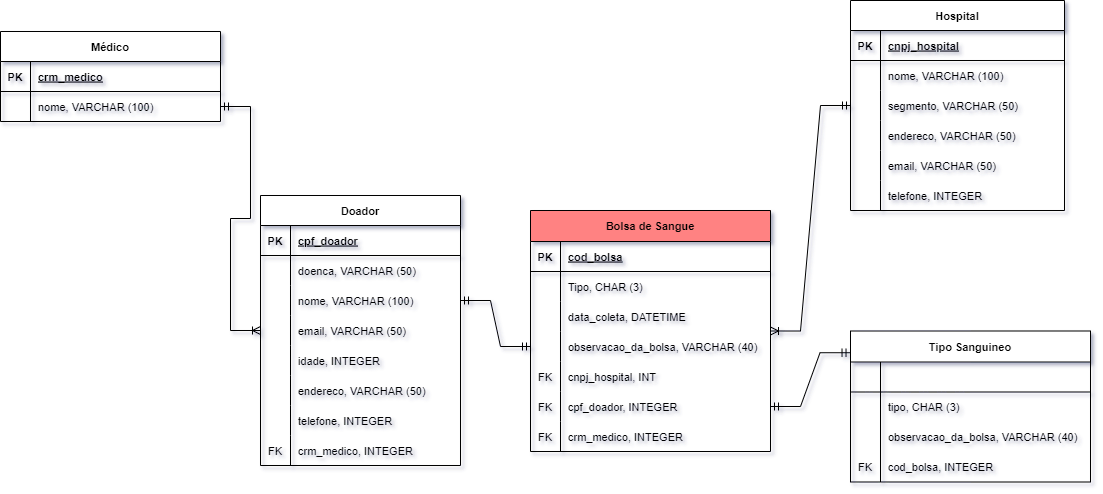 Médico
PK crm_medico
nome, VARCHAR (100)
Doador
PK cpf_doador
doenca, VARCHAR (50)
nome, VARCHAR (100)
email, VARCHAR (50)
idade, INTEGER
endereco, VARCHAR (50)
telefone, INTEGER
FK crm_medico, INTEGER
Bolsa de Sangue
PK cod_bolsa
Tipo, CHAR (3)
data_coleta, DATETIME
observacao_da_bolsa, VARCHAR (40)
FK cnpj_hospital, INT
FK cpf_doador, INTEGER
FK crm_medico, INTEGER
Hospital
PK cnpj_hospital
nome, VARCHAR (100)
segmento, VARCHAR (50)
endereco, VARCHAR (50)
email, VARCHAR (50)
telefone, INTEGER
Tipo Sanguineo
tipo, CHAR (3)
observacao_da_bolsa, VARCHAR (40)
FK cod_bolsa, INTEGER